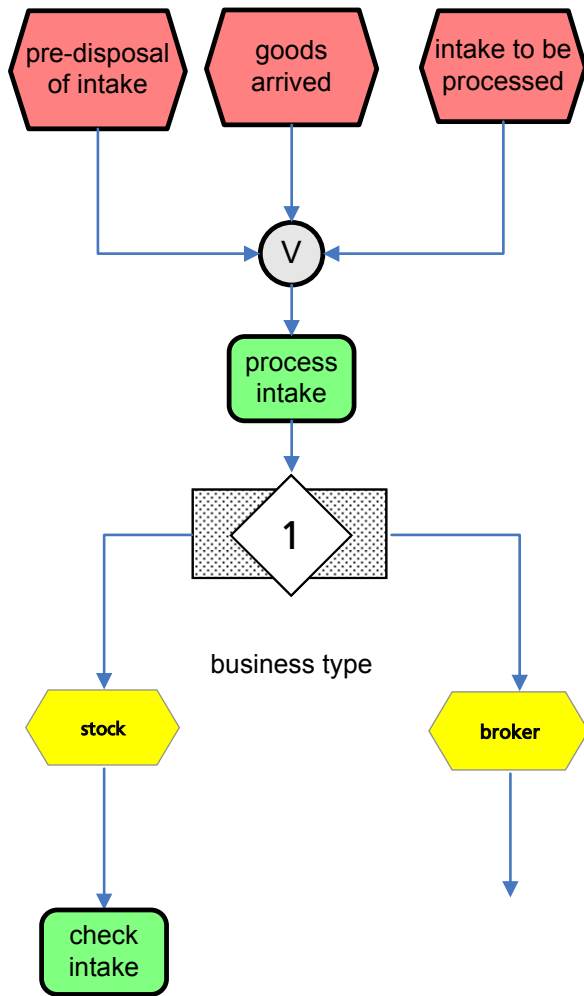 pre-disposal
of intake
goods
arrived
intake to be
processed
V
process
intake
1
business type
stock
broker
check
intake